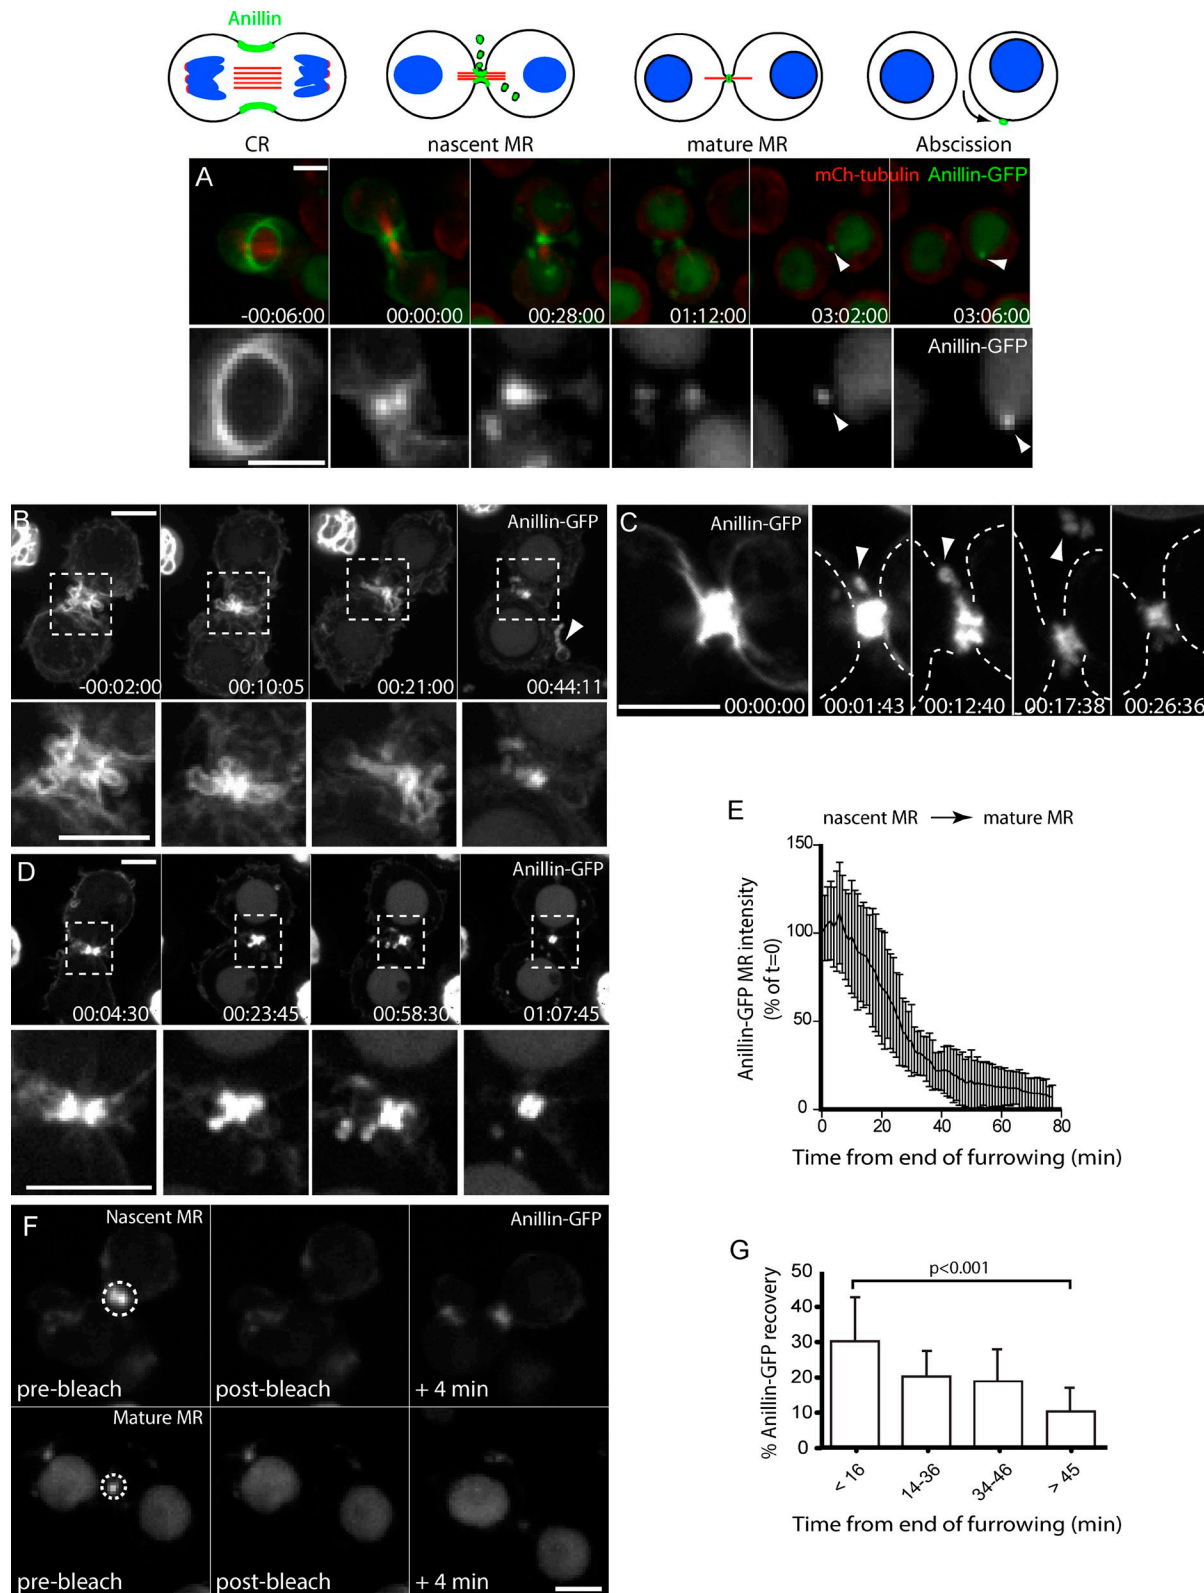 Anillin
CR nascent MR mature MR Abscission
A mCh-tubulin Anillin-GFP
-00:06:00 00:00:00 00:28:00 01:12:00 03:02:00 03:06:00
Anillin-GFP
B Anillin-GFP
-00:02:00 00:10:05 00:21:00 00:44:11
C Anillin-GFP
00:00:00 00:01:43 00:12:40 00:17:38 00:26:36
D Anillin-GFP
00:04:30 00:23:45 00:58:30 01:07:45
E
nascent MR mature MR
Anillin-GFP MR intensity
(% of t=0)
150
100
50
0
0 20 40 60 80
Time from end of furrowing (min)
F Nascent MR Anillin-GFP
pre-bleach post-bleach + 4 min
Mature MR
pre-bleach post-bleach + 4 min
G
p<0.001
% Anillin-GFP recovery
50
40
30
20
10
0
< 16 14-36 34-46 > 45
Time from end of furrowing (min)